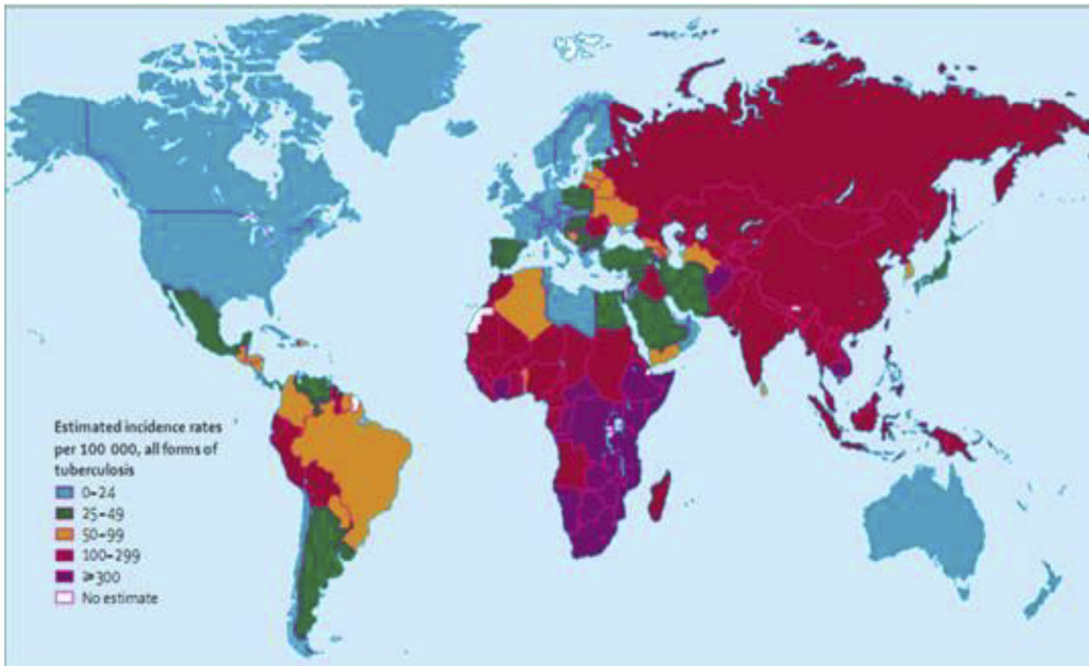 Estimated incidence rates
per 100 000, all forms of
tuberculosis
0–24
25–49
50–99
100–299
⩾300
No estimate